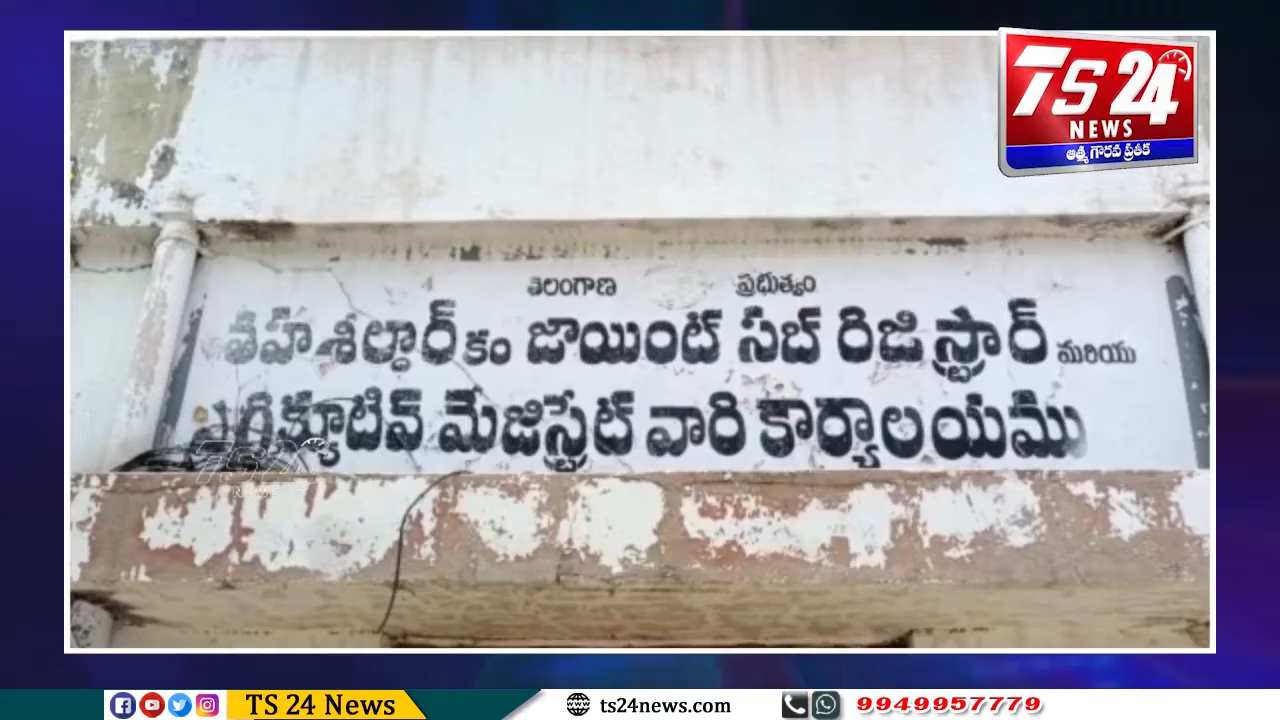 TS 24
NEWS
ఆత్మ గౌరవ ప్రతీక
తెలంగాణ ప్రభుత్వం
తహశీల్దార్ కం జాయింట్ సబ్ రిజిస్ట్రార్ మరియు
ఎగ్జిక్యూటివ్ మేజిస్ట్రేట్ వారి కార్యాలయము
TS 24 News
ts24news.com
9949957779